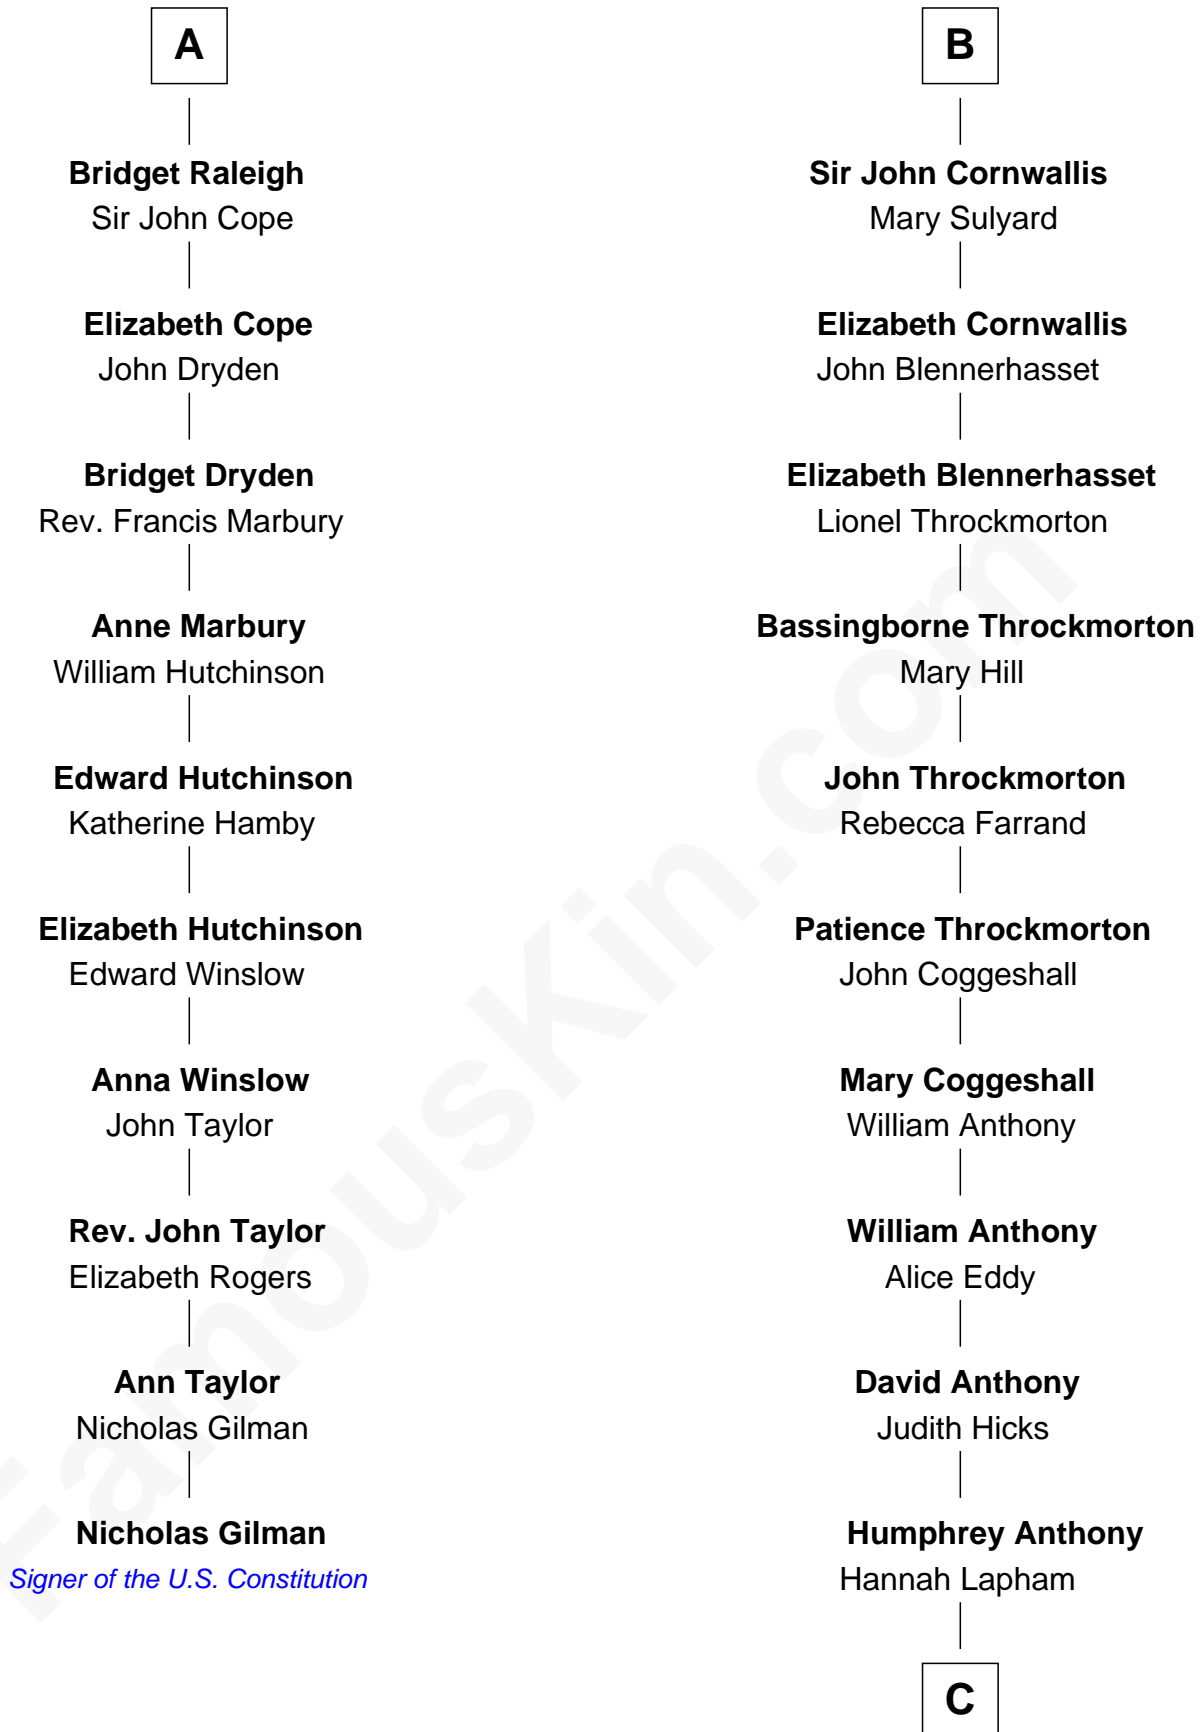 A
Bridget Raleigh
Sir John Cope
Elizabeth Cope
John Dryden
Bridget Dryden
Rev. Francis Marbury
Anne Marbury
William Hutchinson
Edward Hutchinson
Katherine Hamby
Elizabeth Hutchinson
Edward Winslow
Anna Winslow
John Taylor
Rev. John Taylor
Elizabeth Rogers
Ann Taylor
Nicholas Gilman
Nicholas Gilman
Signer of the U.S. Constitution
B
Sir John Cornwallis
Mary Sulyard
Elizabeth Cornwallis
John Blennerhasset
Elizabeth Blennerhasset
Lionel Throckmorton
Bassingborne Throckmorton
Mary Hill
John Throckmorton
Rebecca Farrand
Patience Throckmorton
John Coggeshall
Mary Coggeshall
William Anthony
William Anthony
Alice Eddy
David Anthony
Judith Hicks
Humphrey Anthony
Hannah Lapham
C
FamousKin.com